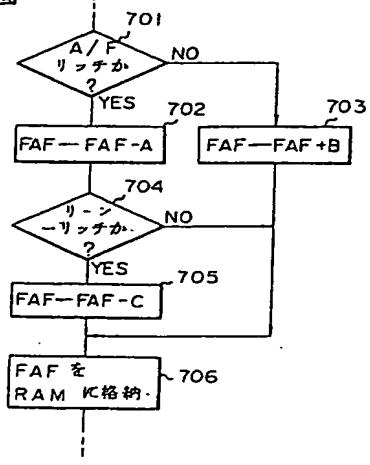 図
701
A/F
リッチか
?
NO
YES
702
703
FAF←FAF-A
FAF←FAF+B
704
リーン
→リッチか
?
NO
YES
705
FAF←FAF-C
FAF を
RAM に格納.
706